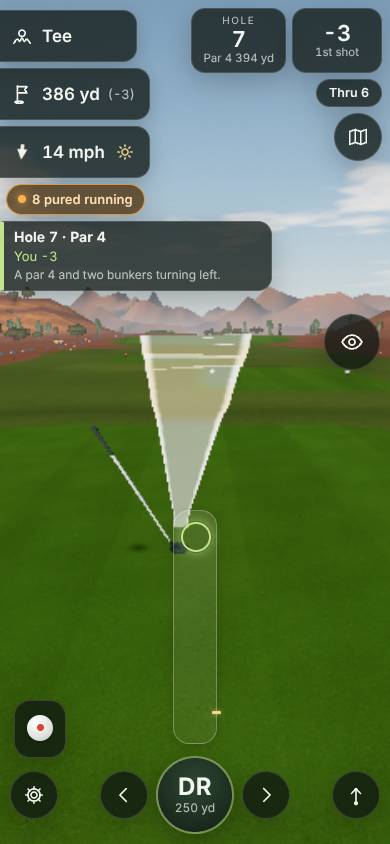 Tee
HOLE
7
Par 4 394 yd
-3
1st shot
386 yd (-3)
Thru 6
14 mph
8 pured running
Hole 7 · Par 4
You -3
A par 4 and two bunkers turning left.
DR
250 yd